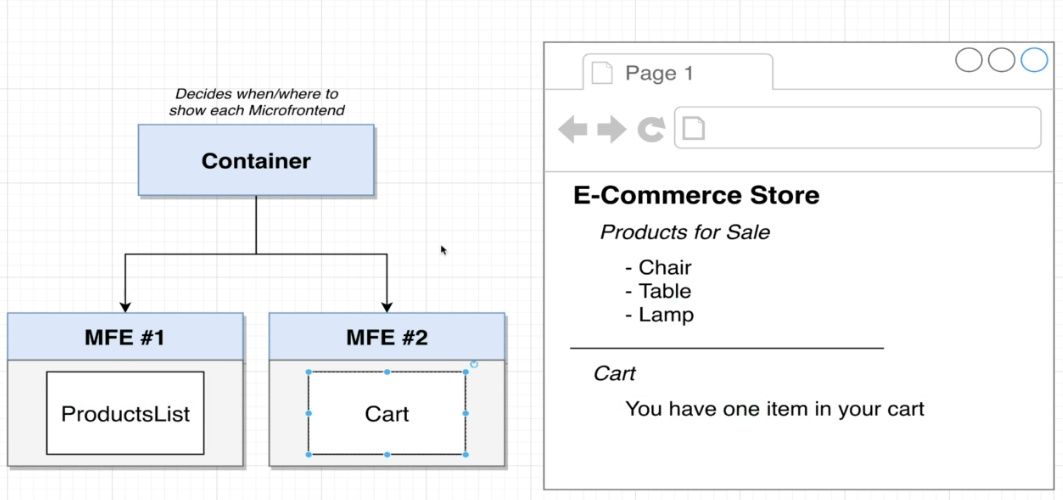 Decides when/where to
show each Microfrontend
Container
MFE #1
ProductsList
MFE #2
Cart
Page 1
E-Commerce Store
Products for Sale
- Chair
- Table
- Lamp
Cart
You have one item in your cart